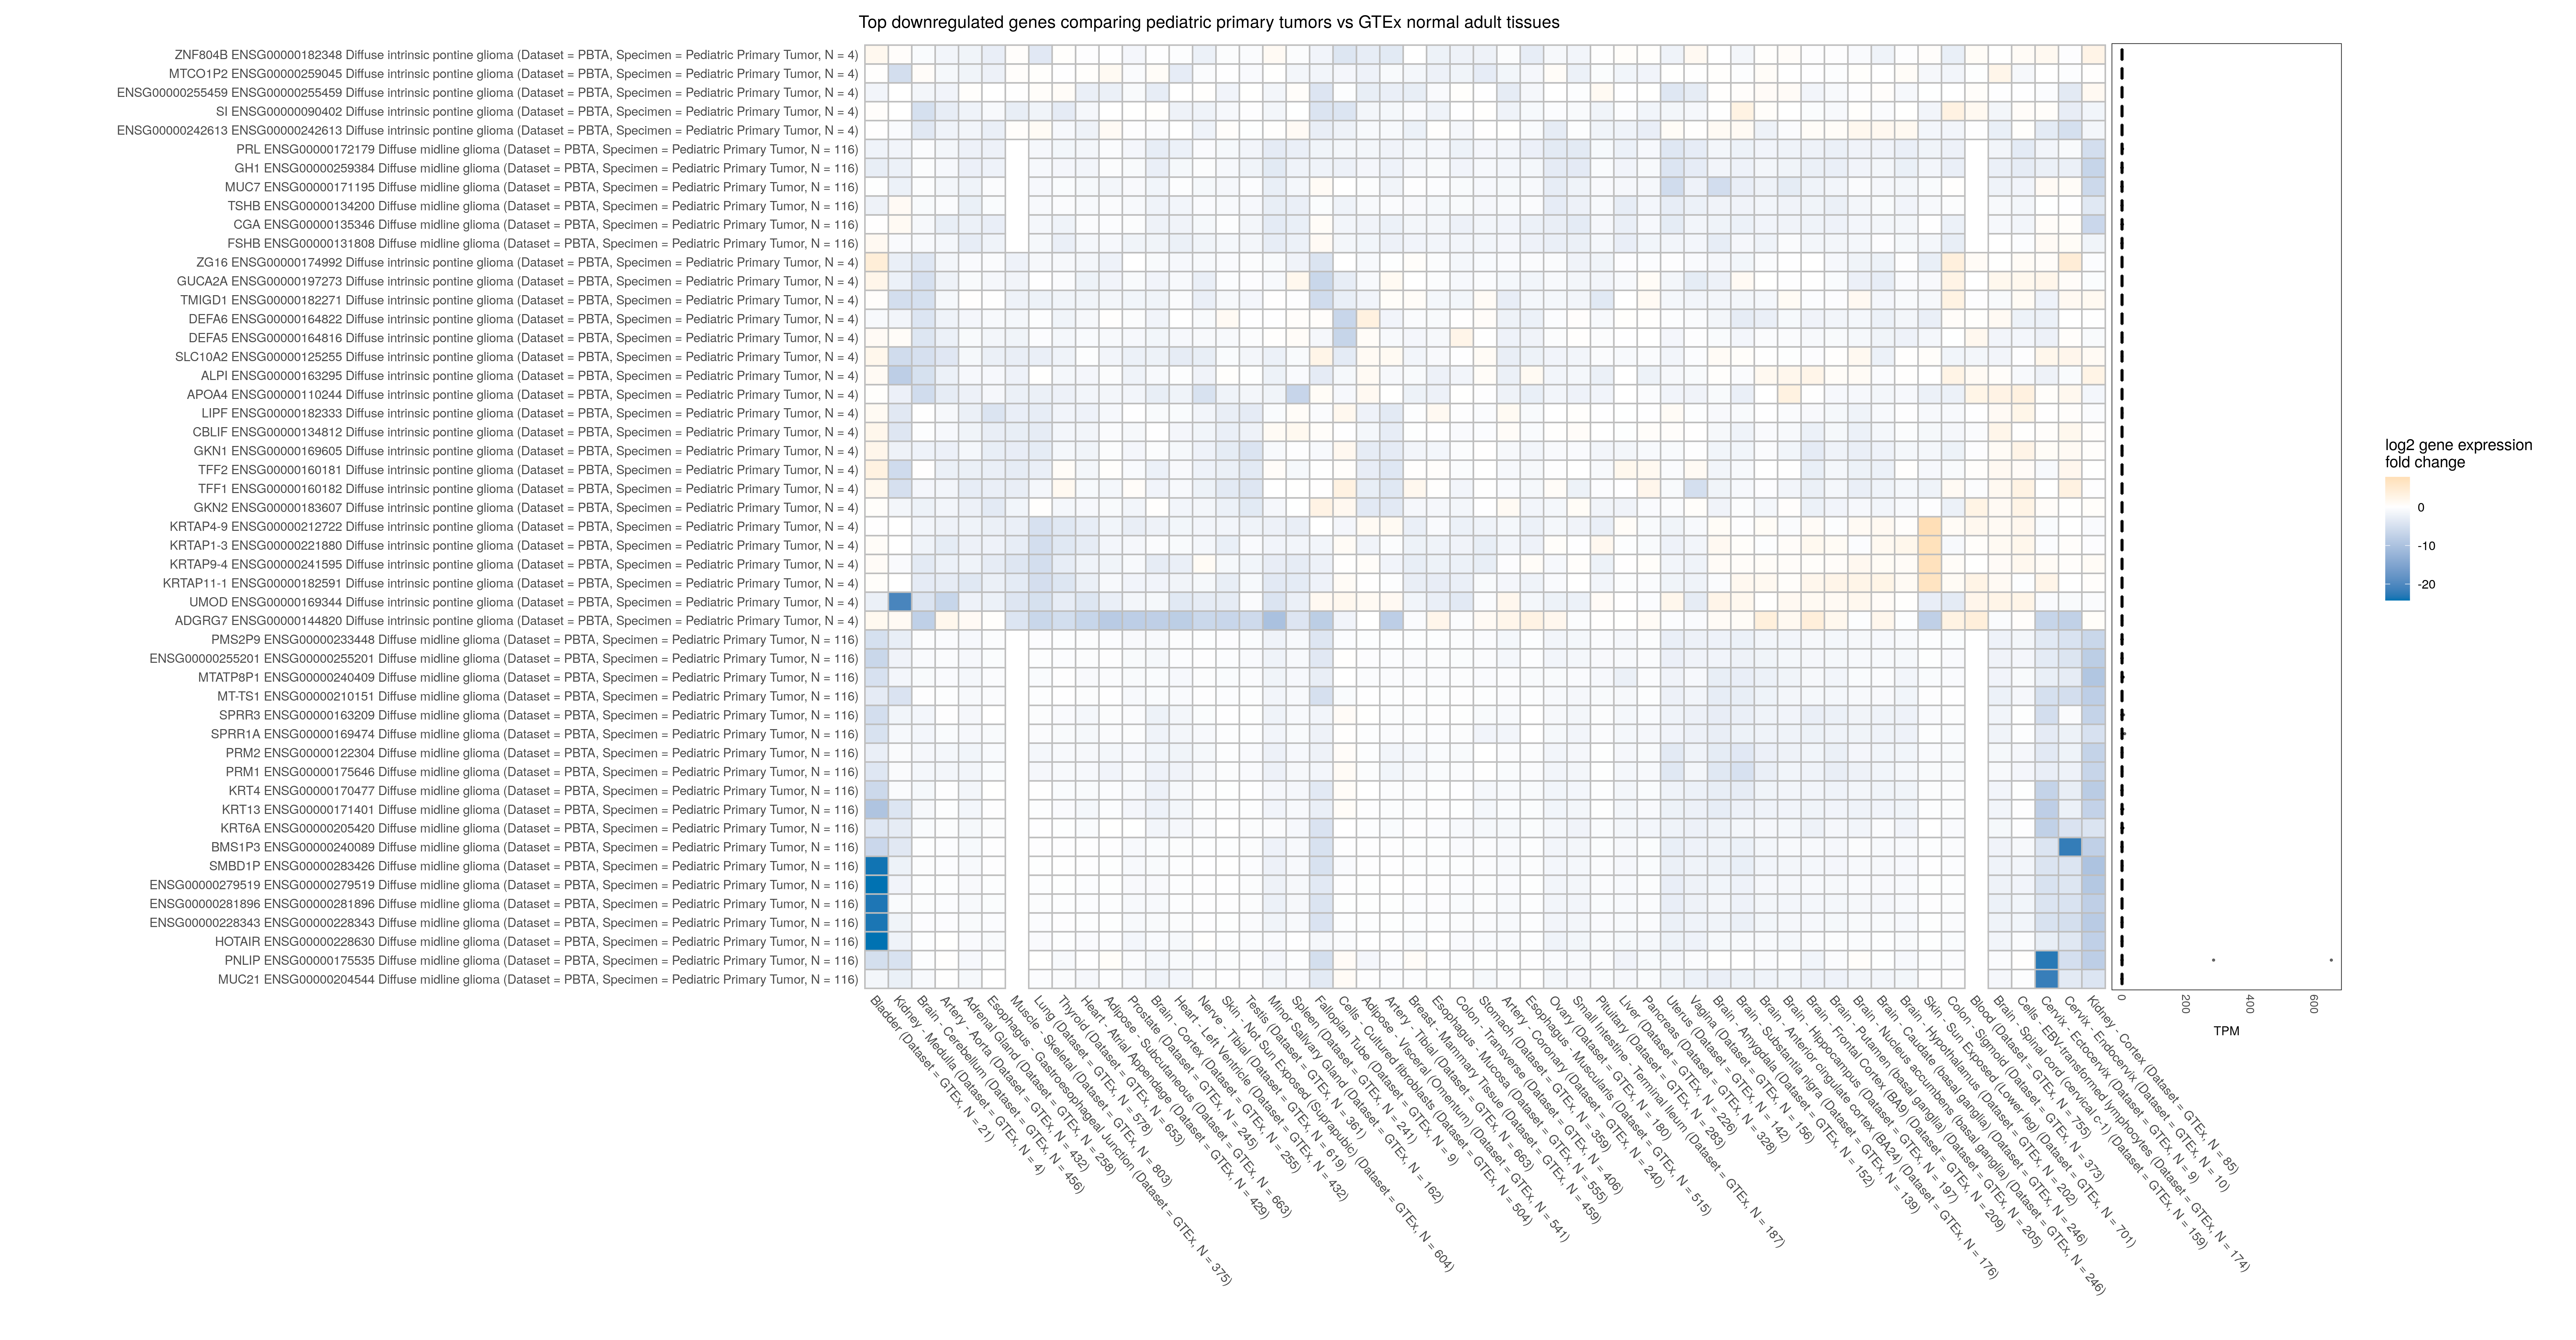 Top downregulated genes comparing pediatric primary tumors vs GTEx normal adult tissues
ZNF804B ENSG00000182348 Diffuse intrinsic pontine glioma (Dataset = PBTA, Specimen = Pediatric Primary Tumor, N = 4)
MTCO1P2 ENSG00000259045 Diffuse intrinsic pontine glioma (Dataset = PBTA, Specimen = Pediatric Primary Tumor, N = 4)
ENSG00000255459 ENSG00000255459 Diffuse intrinsic pontine glioma (Dataset = PBTA, Specimen = Pediatric Primary Tumor, N = 4)
SI ENSG00000090402 Diffuse intrinsic pontine glioma (Dataset = PBTA, Specimen = Pediatric Primary Tumor, N = 4)
ENSG00000242613 ENSG00000242613 Diffuse intrinsic pontine glioma (Dataset = PBTA, Specimen = Pediatric Primary Tumor, N = 4)
PRL ENSG00000172179 Diffuse midline glioma (Dataset = PBTA, Specimen = Pediatric Primary Tumor, N = 116)
GH1 ENSG00000259384 Diffuse midline glioma (Dataset = PBTA, Specimen = Pediatric Primary Tumor, N = 116)
MUC7 ENSG00000171195 Diffuse midline glioma (Dataset = PBTA, Specimen = Pediatric Primary Tumor, N = 116)
TSHB ENSG00000134200 Diffuse midline glioma (Dataset = PBTA, Specimen = Pediatric Primary Tumor, N = 116)
CGA ENSG00000135346 Diffuse midline glioma (Dataset = PBTA, Specimen = Pediatric Primary Tumor, N = 116)
FSHB ENSG00000131808 Diffuse midline glioma (Dataset = PBTA, Specimen = Pediatric Primary Tumor, N = 116)
ZG16 ENSG00000174992 Diffuse intrinsic pontine glioma (Dataset = PBTA, Specimen = Pediatric Primary Tumor, N = 4)
GUCA2A ENSG00000197273 Diffuse intrinsic pontine glioma (Dataset = PBTA, Specimen = Pediatric Primary Tumor, N = 4)
TMIGD1 ENSG00000182271 Diffuse intrinsic pontine glioma (Dataset = PBTA, Specimen = Pediatric Primary Tumor, N = 4)
DEFA6 ENSG00000164822 Diffuse intrinsic pontine glioma (Dataset = PBTA, Specimen = Pediatric Primary Tumor, N = 4)
DEFA5 ENSG00000164816 Diffuse intrinsic pontine glioma (Dataset = PBTA, Specimen = Pediatric Primary Tumor, N = 4)
SLC10A2 ENSG00000125255 Diffuse intrinsic pontine glioma (Dataset = PBTA, Specimen = Pediatric Primary Tumor, N = 4)
ALPI ENSG00000163295 Diffuse intrinsic pontine glioma (Dataset = PBTA, Specimen = Pediatric Primary Tumor, N = 4)
APOA4 ENSG00000110244 Diffuse intrinsic pontine glioma (Dataset = PBTA, Specimen = Pediatric Primary Tumor, N = 4)
LIPF ENSG00000182333 Diffuse intrinsic pontine glioma (Dataset = PBTA, Specimen = Pediatric Primary Tumor, N = 4)
CBLIF ENSG00000134812 Diffuse intrinsic pontine glioma (Dataset = PBTA, Specimen = Pediatric Primary Tumor, N = 4)
GKN1 ENSG00000169605 Diffuse intrinsic pontine glioma (Dataset = PBTA, Specimen = Pediatric Primary Tumor, N = 4)
TFF2 ENSG00000160181 Diffuse intrinsic pontine glioma (Dataset = PBTA, Specimen = Pediatric Primary Tumor, N = 4)
TFF1 ENSG00000160182 Diffuse intrinsic pontine glioma (Dataset = PBTA, Specimen = Pediatric Primary Tumor, N = 4)
GKN2 ENSG00000183607 Diffuse intrinsic pontine glioma (Dataset = PBTA, Specimen = Pediatric Primary Tumor, N = 4)
KRTAP4-9 ENSG00000212722 Diffuse intrinsic pontine glioma (Dataset = PBTA, Specimen = Pediatric Primary Tumor, N = 4)
KRTAP1-3 ENSG00000221880 Diffuse intrinsic pontine glioma (Dataset = PBTA, Specimen = Pediatric Primary Tumor, N = 4)
KRTAP9-4 ENSG00000241595 Diffuse intrinsic pontine glioma (Dataset = PBTA, Specimen = Pediatric Primary Tumor, N = 4)
KRTAP11-1 ENSG00000182591 Diffuse intrinsic pontine glioma (Dataset = PBTA, Specimen = Pediatric Primary Tumor, N = 4)
UMOD ENSG00000169344 Diffuse intrinsic pontine glioma (Dataset = PBTA, Specimen = Pediatric Primary Tumor, N = 4)
ADGRG7 ENSG00000144820 Diffuse intrinsic pontine glioma (Dataset = PBTA, Specimen = Pediatric Primary Tumor, N = 4)
PMS2P9 ENSG00000233448 Diffuse midline glioma (Dataset = PBTA, Specimen = Pediatric Primary Tumor, N = 116)
ENSG00000255201 ENSG00000255201 Diffuse midline glioma (Dataset = PBTA, Specimen = Pediatric Primary Tumor, N = 116)
MTATP8P1 ENSG00000240409 Diffuse midline glioma (Dataset = PBTA, Specimen = Pediatric Primary Tumor, N = 116)
MT-TS1 ENSG00000210151 Diffuse midline glioma (Dataset = PBTA, Specimen = Pediatric Primary Tumor, N = 116)
SPRR3 ENSG00000163209 Diffuse midline glioma (Dataset = PBTA, Specimen = Pediatric Primary Tumor, N = 116)
SPRR1A ENSG00000169474 Diffuse midline glioma (Dataset = PBTA, Specimen = Pediatric Primary Tumor, N = 116)
PRM2 ENSG00000122304 Diffuse midline glioma (Dataset = PBTA, Specimen = Pediatric Primary Tumor, N = 116)
PRM1 ENSG00000175646 Diffuse midline glioma (Dataset = PBTA, Specimen = Pediatric Primary Tumor, N = 116)
KRT4 ENSG00000170477 Diffuse midline glioma (Dataset = PBTA, Specimen = Pediatric Primary Tumor, N = 116)
KRT13 ENSG00000171401 Diffuse midline glioma (Dataset = PBTA, Specimen = Pediatric Primary Tumor, N = 116)
KRT6A ENSG00000205420 Diffuse midline glioma (Dataset = PBTA, Specimen = Pediatric Primary Tumor, N = 116)
BMS1P3 ENSG00000240089 Diffuse midline glioma (Dataset = PBTA, Specimen = Pediatric Primary Tumor, N = 116)
SMBD1P ENSG00000283426 Diffuse midline glioma (Dataset = PBTA, Specimen = Pediatric Primary Tumor, N = 116)
ENSG00000279519 ENSG00000279519 Diffuse midline glioma (Dataset = PBTA, Specimen = Pediatric Primary Tumor, N = 116)
ENSG00000281896 ENSG00000281896 Diffuse midline glioma (Dataset = PBTA, Specimen = Pediatric Primary Tumor, N = 116)
ENSG00000228343 ENSG00000228343 Diffuse midline glioma (Dataset = PBTA, Specimen = Pediatric Primary Tumor, N = 116)
HOTAIR ENSG00000228630 Diffuse midline glioma (Dataset = PBTA, Specimen = Pediatric Primary Tumor, N = 116)
PNLIP ENSG00000175535 Diffuse midline glioma (Dataset = PBTA, Specimen = Pediatric Primary Tumor, N = 116)
MUC21 ENSG00000204544 Diffuse midline glioma (Dataset = PBTA, Specimen = Pediatric Primary Tumor, N = 116)
Bladder (Dataset = GTEx, N = 21)
Kidney - Medulla (Dataset = GTEx, N = 4)
Brain - Cerebellum (Dataset = GTEx, N = 456)
Artery - Aorta (Dataset = GTEx, N = 432)
Adrenal Gland (Dataset = GTEx, N = 258)
Esophagus - Gastroesophageal Junction (Dataset = GTEx, N = 375)
Muscle - Skeletal (Dataset = GTEx, N = 803)
Lung (Dataset = GTEx, N = 578)
Thyroid (Dataset = GTEx, N = 653)
Heart - Atrial Appendage (Dataset = GTEx, N = 429)
Adipose - Subcutaneous (Dataset = GTEx, N = 663)
Prostate (Dataset = GTEx, N = 245)
Brain - Cortex (Dataset = GTEx, N = 255)
Heart - Left Ventricle (Dataset = GTEx, N = 432)
Nerve - Tibial (Dataset = GTEx, N = 619)
Skin - Not Sun Exposed (Suprapubic) (Dataset = GTEx, N = 604)
Testis (Dataset = GTEx, N = 361)
Minor Salivary Gland (Dataset = GTEx, N = 162)
Spleen (Dataset = GTEx, N = 241)
Fallopian Tube (Dataset = GTEx, N = 9)
Cells - Cultured fibroblasts (Dataset = GTEx, N = 504)
Adipose - Visceral (Omentum) (Dataset = GTEx, N = 541)
Artery - Tibial (Dataset = GTEx, N = 663)
Breast - Mammary Tissue (Dataset = GTEx, N = 459)
Esophagus - Mucosa (Dataset = GTEx, N = 555)
Colon - Transverse (Dataset = GTEx, N = 406)
Stomach (Dataset = GTEx, N = 359)
Artery - Coronary (Dataset = GTEx, N = 240)
Esophagus - Muscularis (Dataset = GTEx, N = 515)
Ovary (Dataset = GTEx, N = 180)
Small Intestine - Terminal Ileum (Dataset = GTEx, N = 187)
Pituitary (Dataset = GTEx, N = 283)
Liver (Dataset = GTEx, N = 226)
Pancreas (Dataset = GTEx, N = 328)
Uterus (Dataset = GTEx, N = 142)
Vagina (Dataset = GTEx, N = 156)
Brain - Amygdala (Dataset = GTEx, N = 152)
Brain - Substantia nigra (Dataset = GTEx, N = 139)
Brain - Anterior cingulate cortex (BA24) (Dataset = GTEx, N = 176)
Brain - Hippocampus (Dataset = GTEx, N = 197)
Brain - Frontal Cortex (BA9) (Dataset = GTEx, N = 209)
Brain - Putamen (basal ganglia) (Dataset = GTEx, N = 205)
Brain - Nucleus accumbens (basal ganglia) (Dataset = GTEx, N = 246)
Brain - Caudate (basal ganglia) (Dataset = GTEx, N = 246)
Brain - Hypothalamus (Dataset = GTEx, N = 202)
Skin - Sun Exposed (Lower leg) (Dataset = GTEx, N = 701)
Colon - Sigmoid (Dataset = GTEx, N = 373)
Blood (Dataset = GTEx, N = 755)
Brain - Spinal cord (cervical c-1) (Dataset = GTEx, N = 159)
Cells - EBV-transformed lymphocytes (Dataset = GTEx, N = 174)
Cervix - Ectocervix (Dataset = GTEx, N = 9)
Cervix - Endocervix (Dataset = GTEx, N = 10)
Kidney - Cortex (Dataset = GTEx, N = 85)
0
200
400
600
TPM
log2 gene expression
fold change
0
-10
-20